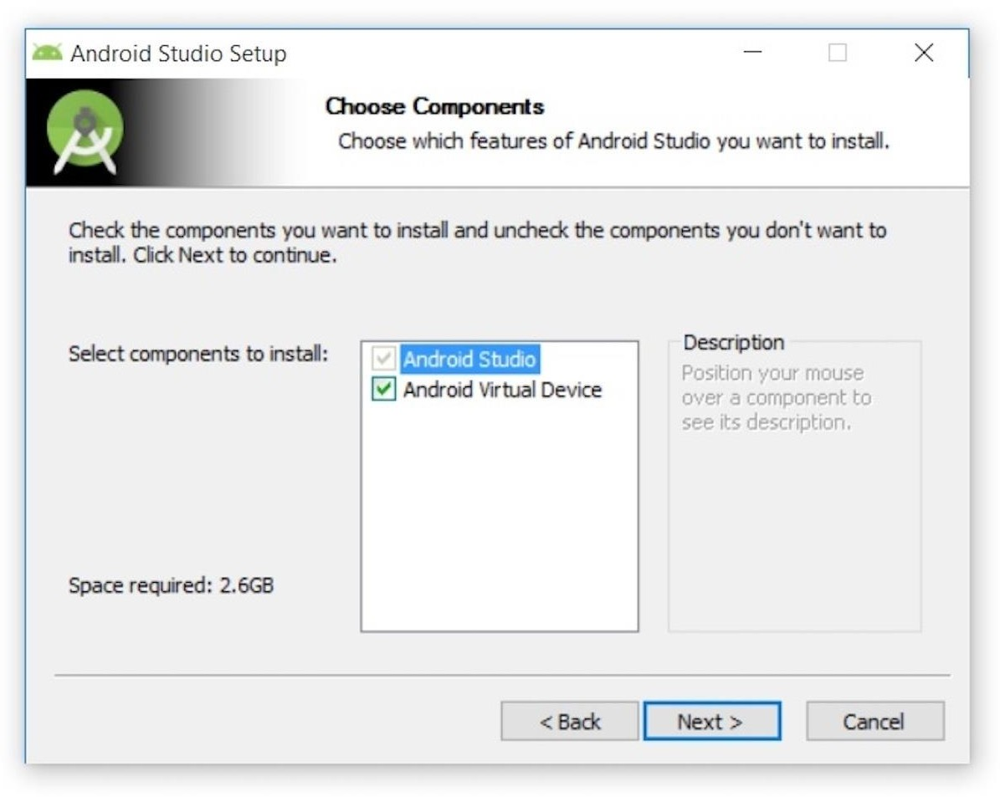 Android Studio Setup
Choose Components
Choose which features of Android Studio you want to install.
Check the components you want to install and uncheck the components you don't want to
install. Click Next to continue.
Select components to install:
Android Studio
Android Virtual Device
Description
Position your mouse
over a component to
see its description.
Space required: 2.6GB
< Back
Next >
Cancel